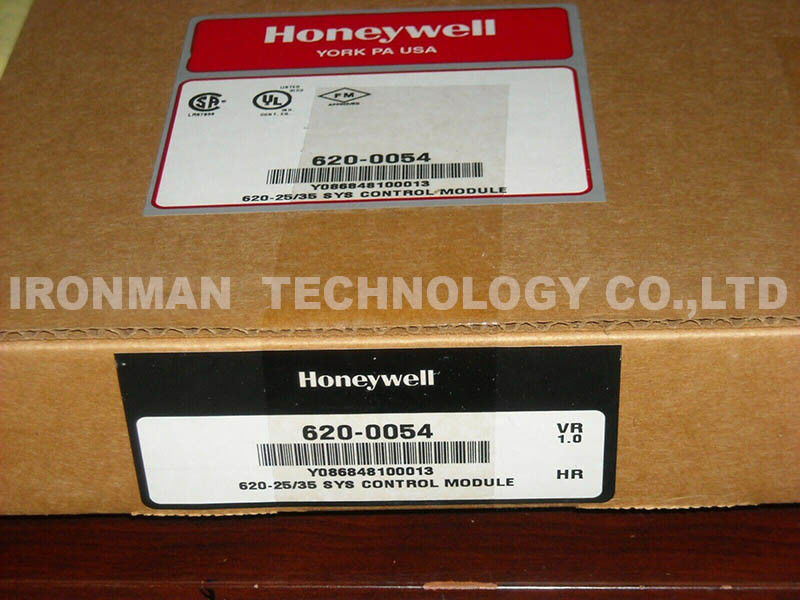 Honeywell
YORK PA USA
UL
FM
APPROVED
620-0054
Y086848100013
620-25/35 SYS CONTROL MODULE
IRONMAN TECHNOLOGY CO.,LTD
Honeywell
620-0054
VR
1.0
Y086848100013
HR
620-25/35 SYS CONTROL MODULE